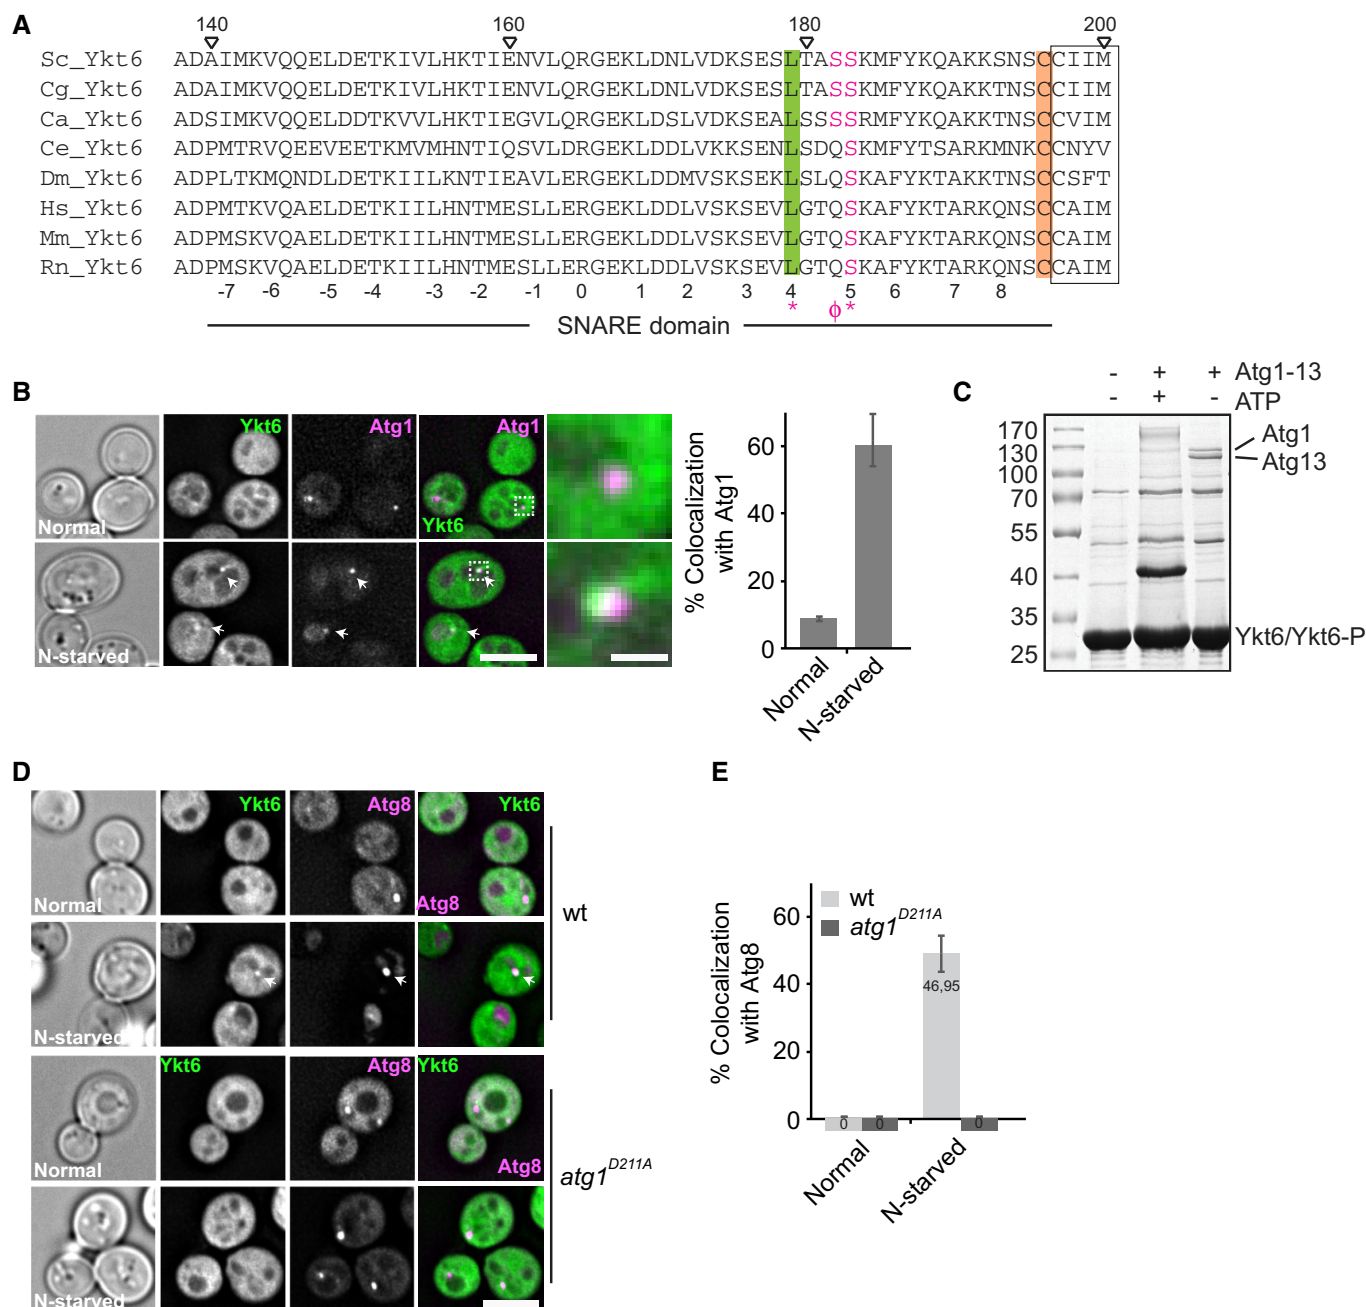 A
140 160 180 200
Sc_Ykt6 ADAIMKVQQELDETKIVLHKTIENVLQRGEKLDNLVDKSESLTASSKMFYKQAKKSNSCCIIM
Cg_Ykt6 ADAIMKVQQELDETKIVLHKTIENVLQRGEKLDNLVDKSESLTASSKMFYKQAKKTNSCCIIM
Ca_Ykt6 ADSIMKVQQELDDTKVVLHKTIEGVLQRGEKLDSLVDKSEALSSSSRMFYKQAKKTNSCCVIM
Ce_Ykt6 ADPMTRVQEEVEETKMVMHNTIQSVLDRGEKLDDLVKKSENLSDQSKMFYTSARKMNKCCNYV
Dm_Ykt6 ADPLTKMQNDLDETKIILKNTIEAVLERGEKLDDMVSKSEKLSLQSKAFYKTAKKTNSCCSFT
Hs_Ykt6 ADPMTKVQAELDETKIILHNTMESLLERGEKLDDLVSKSEVLGTQSKAFYKTARKQNSCCAIM
Mm_Ykt6 ADPMSKVQAELDETKIILHNTMESLLERGEKLDDLVSKSEVLGTQSKAFYKTARKQNSCCAIM
Rn_Ykt6 ADPMSKVQAELDETKIILHNTMESLLERGEKLDDLVSKSEVLGTQSKAFYKTARKQNSCCAIM
-7 -6 -5 -4 -3 -2 -1 0 1 2 3 4 5 6 7 8
* ϕ *
SNARE domain
B
Ykt6 Atg1 Atg1
Ykt6
Normal
N-starved
% Colocalization with Atg1
60
40
20
0
Normal N-starved
C
- + + Atg1-13
- + - ATP
170
130
100
70
55
40
35
25
Atg1
Atg13
Ykt6/Ykt6-P
D
Ykt6 Atg8 Ykt6
Normal Atg8
N-starved
wt
Ykt6 Atg8 Ykt6
Normal Atg8
N-starved
atg1D211A
E
% Colocalization with Atg8
60
40
20
0
wt
atg1D211A
46,95
0 0 0
Normal N-starved